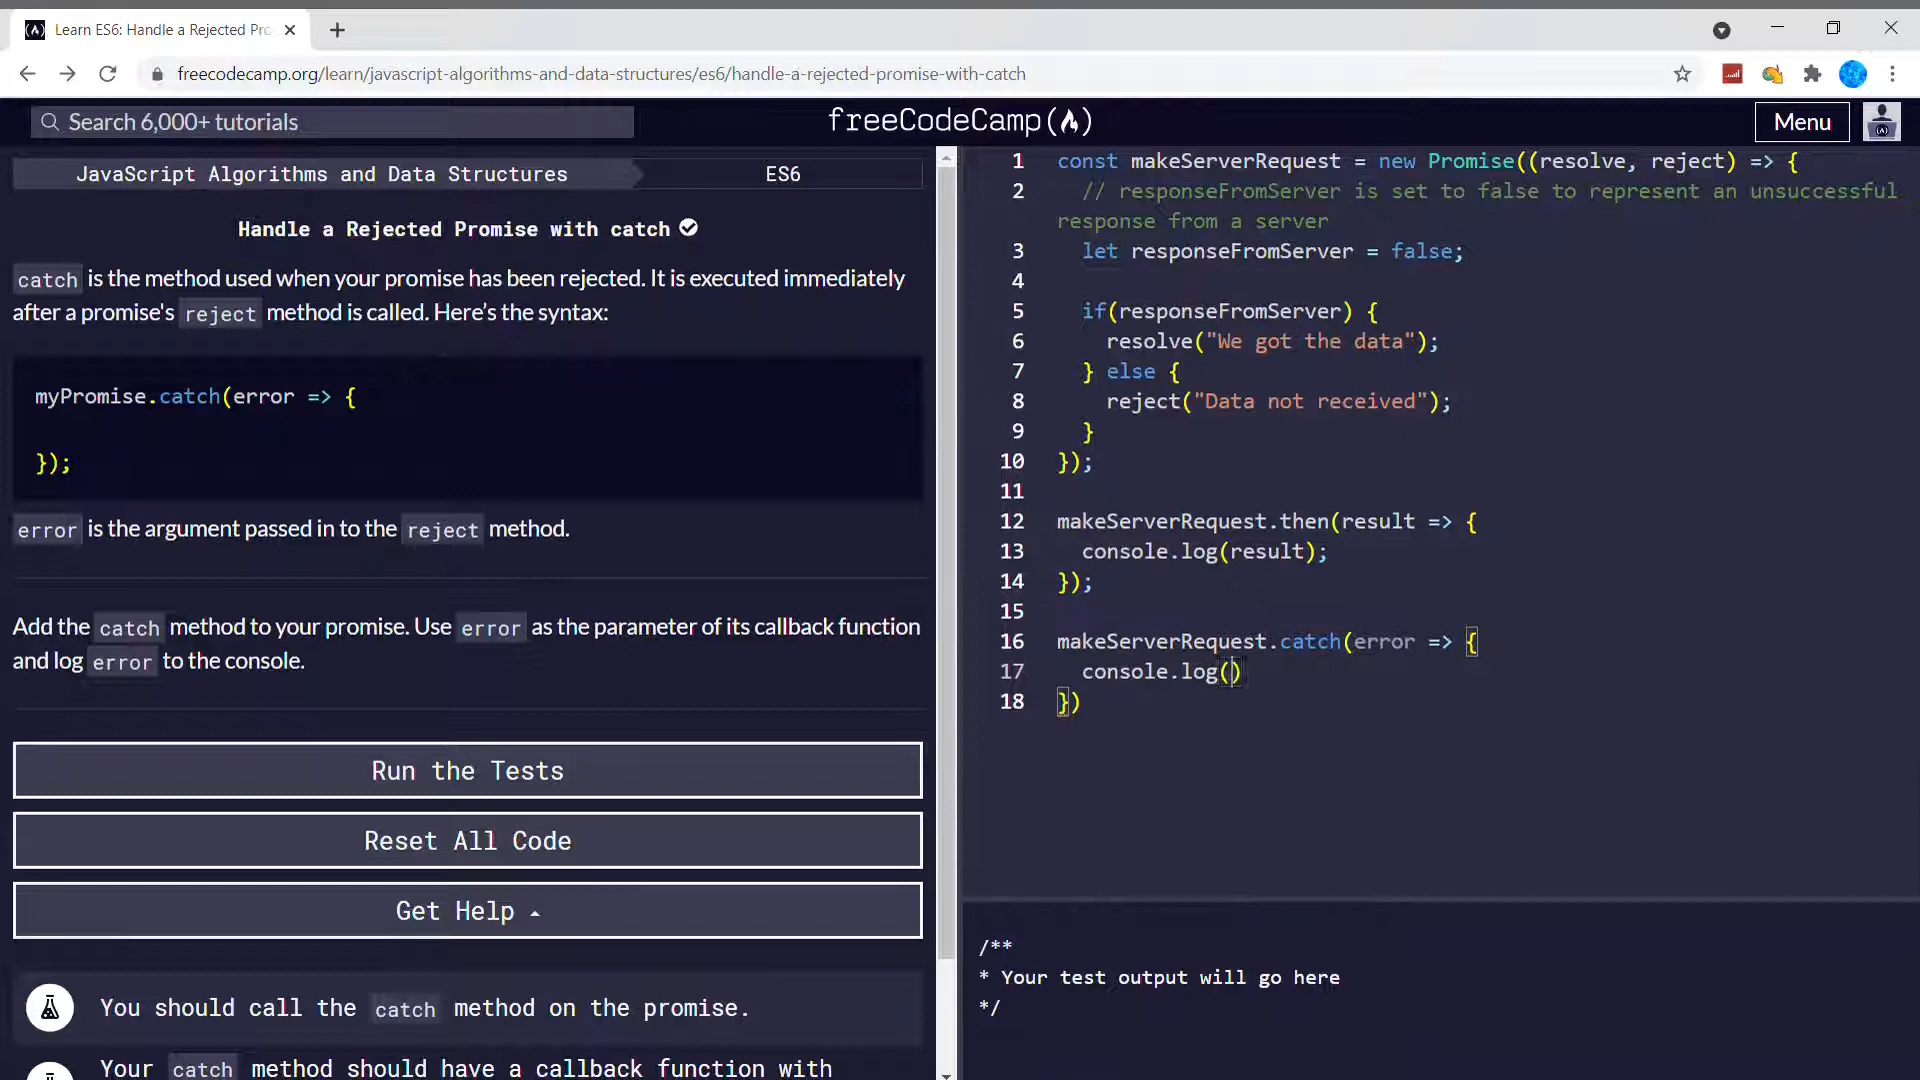 Learn ES6: Handle a Rejected Pro
freecodecamp.org/learn/javascript-algorithms-and-data-structures/es6/handle-a-rejected-promise-with-catch
Search 6,000+ tutorials
freeCodeCamp(🔥)
Menu
JavaScript Algorithms and Data Structures
ES6
Handle a Rejected Promise with catch
catch is the method used when your promise has been rejected. It is executed immediately
after a promise's reject method is called. Here’s the syntax:
myPromise.catch(error => {
});
error is the argument passed in to the reject method.
Add the catch method to your promise. Use error as the parameter of its callback function
and log error to the console.
Run the Tests
Reset All Code
Get Help
You should call the catch method on the promise.
Your catch method should have a callback function with
1 const makeServerRequest = new Promise((resolve, reject) => {
2   // responseFromServer is set to false to represent an unsuccessful
response from a server
3   let responseFromServer = false;
4
5   if(responseFromServer) {
6     resolve("We got the data");
7   } else {
8     reject("Data not received");
9   }
10 });
11
12 makeServerRequest.then(result => {
13   console.log(result);
14 });
15
16 makeServerRequest.catch(error => {
17   console.log()
18 })
/**
* Your test output will go here
*/